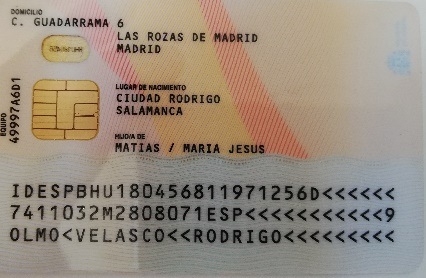 DOMICILIO
C. GUADARRAMA 6
LAS ROZAS DE MADRID
MADRID
LUGAR DE NACIMIENTO
CIUDAD RODRIGO
SALAMANCA
HIJO/A DE
MATIAS / MARIA JESUS
EQUIPO
49997A6D1
IDESPBHU180456811971256D<<<<<<
7411032M2808071ESP<<<<<<<<<<<9
OLMO<VELASCO<<RODRIGO<<<<<<<<<